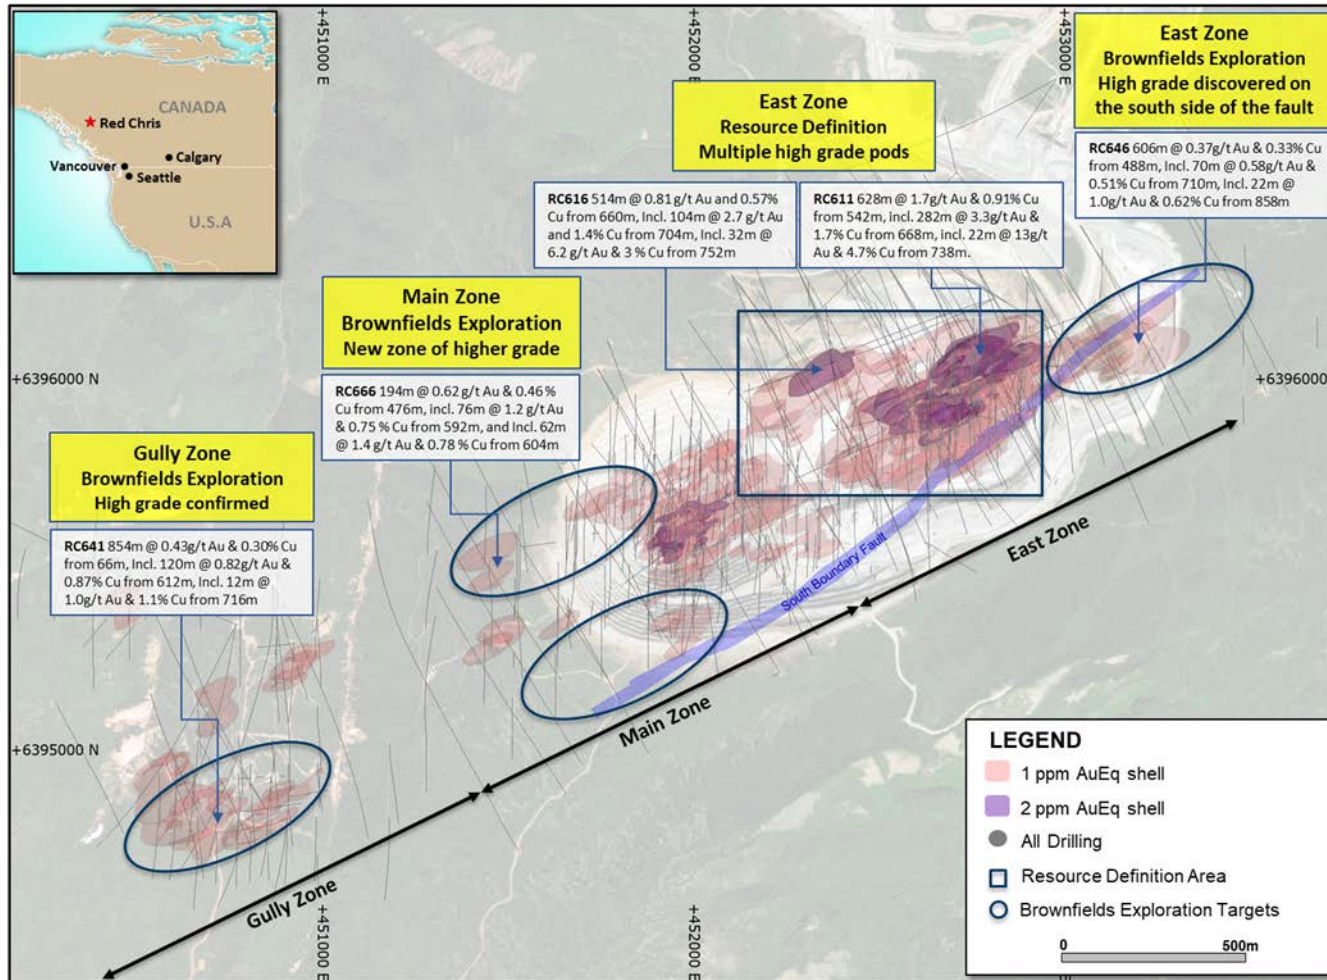 CANADA
Red Chris
Calgary
Vancouver
Seattle
U.S.A
+451000 E
+452000 E
+453000 E
East Zone
Brownfields Exploration
High grade discovered on
the south side of the fault
RC646 606m @ 0.37g/t Au & 0.33% Cu
from 488m, Incl. 70m @ 0.58g/t Au &
0.51% Cu from 710m, Incl. 22m @
1.0g/t Au & 0.62% Cu from 858m
East Zone
Resource Definition
Multiple high grade pods
RC616 514m @ 0.81 g/t Au and 0.57%
Cu from 660m, Incl. 104m @ 2.7 g/t Au
and 1.4% Cu from 704m, Incl. 32m @
6.2 g/t Au & 3 % Cu from 752m
RC611 628m @ 1.7g/t Au & 0.91% Cu
from 542m, incl. 282m @ 3.3g/t Au &
1.7% Cu from 668m, incl. 22m @ 13g/t
Au & 4.7% Cu from 738m.
Main Zone
Brownfields Exploration
New zone of higher grade
RC666 194m @ 0.62 g/t Au & 0.46 %
Cu from 476m, incl. 76m @ 1.2 g/t Au
& 0.75 % Cu from 592m, and Incl. 62m
@ 1.4 g/t Au & 0.78 % Cu from 604m
+6396000 N
+6396000
Gully Zone
Brownfields Exploration
High grade confirmed
RC641 854m @ 0.43g/t Au & 0.30% Cu
from 66m, Incl. 120m @ 0.82g/t Au &
0.87% Cu from 612m, Incl. 12m @
1.0g/t Au & 1.1% Cu from 716m
South Boundary Fault
East Zone
Main Zone
Gully Zone
+6395000 N
+451000 E
+452000 E
LEGEND
1 ppm AuEq shell
2 ppm AuEq shell
All Drilling
Resource Definition Area
Brownfields Exploration Targets
0 500m